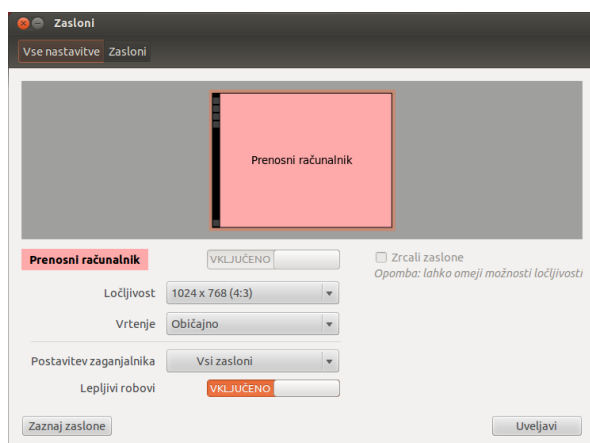 Zasloni
Vse nastavitve Zasloni
Prenosni računalnik
Prenosni računalnik VKLJUČENO Zrcali zaslone
Opomba: lahko omeji možnosti ločljivosti
Ločljivost 1024 x 768 (4:3)
Vrtenje Običajno
Postavitev zaganjalnika Vsi zasloni
Lepljivi robovi VKLJUČENO
Zaznaj zaslone Uveljavi